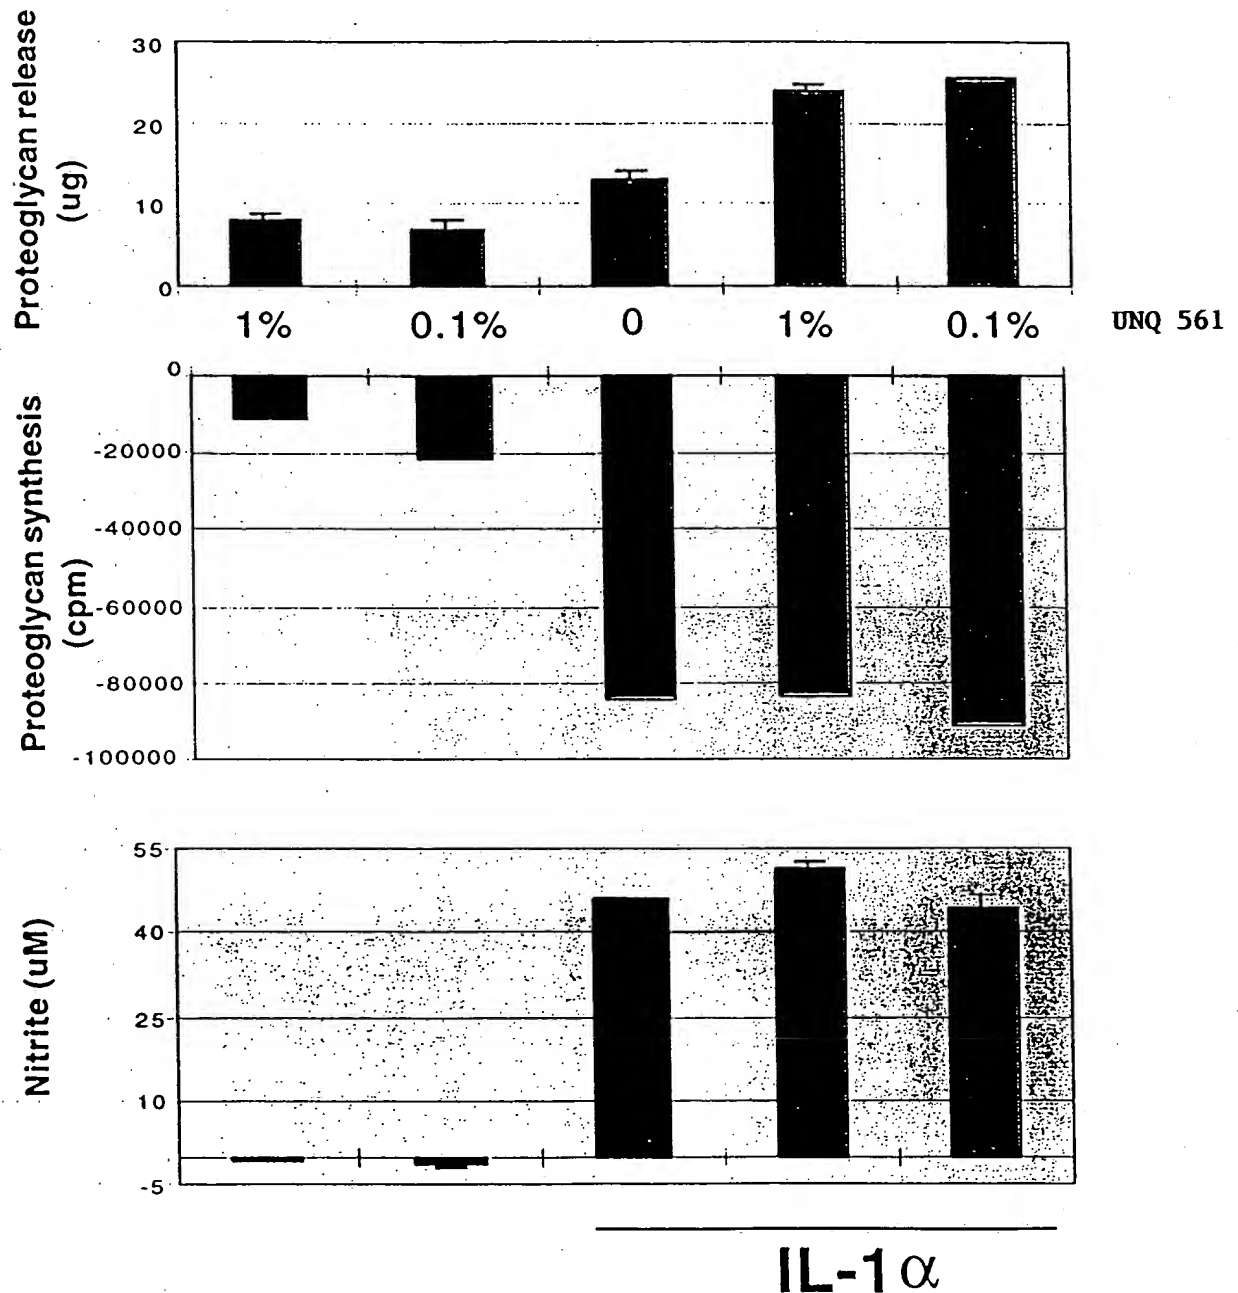 Proteoglycan release
(ug)
30
20
10
0
1% 0.1% 0 1% 0.1% UNQ 561
Proteoglycan synthesis
(cpm)
0
-20000
-40000
-60000
-80000
-100000
Nitrite (uM)
55
40
25
10
-5
IL-1 α